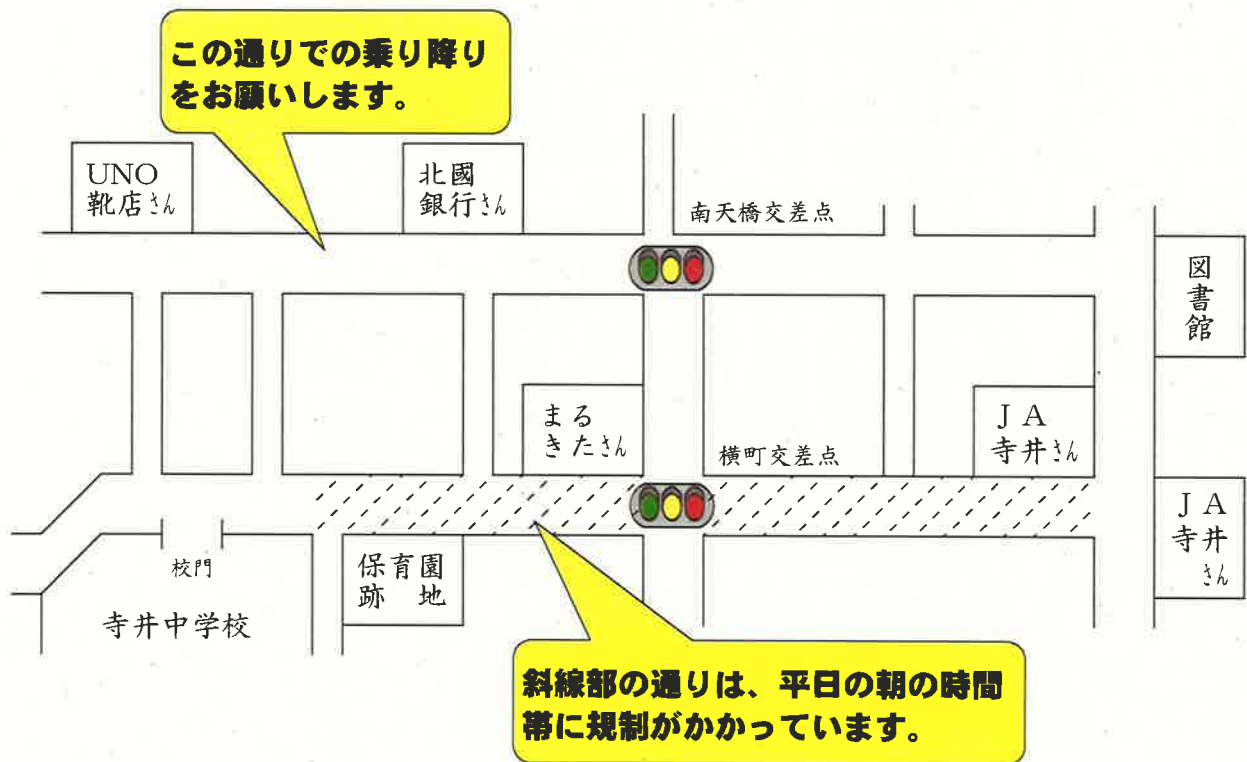 この通りでの乗り降り
をお願いします。
UNO
靴店さん
北國
銀行さん
南天橋交差点
図
書
館
まる
きたさん
横町交差点
ＪＡ
寺井さん
ＪＡ
寺井
さん
校門
寺井中学校
保育園
跡　地
斜線部の通りは、平日の朝の時間
帯に規制がかかっています。